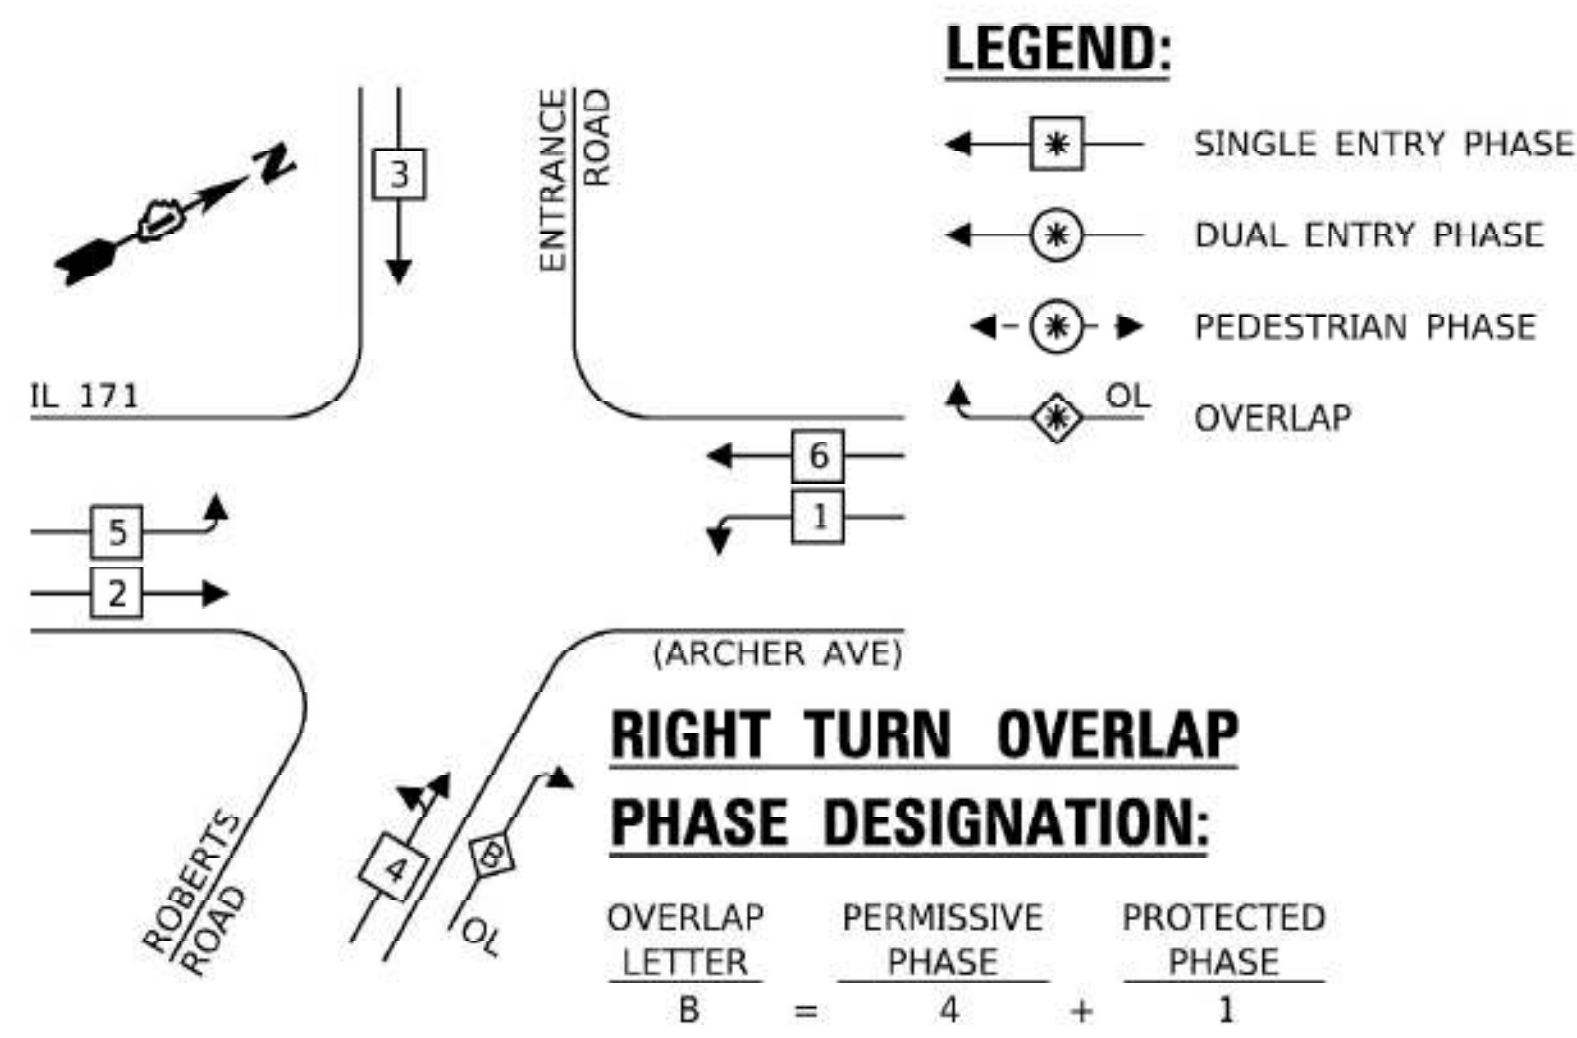 LEGEND:
SINGLE ENTRY PHASE
DUAL ENTRY PHASE
PEDESTRIAN PHASE
OL
OVERLAP
N
3
ENTRANCE
ROAD
IL 171
6
1
5
2
(ARCHER AVE)
ROBERTS
ROAD
4
B
OL
RIGHT TURN OVERLAP
PHASE DESIGNATION:
OVERLAP PERMISSIVE PROTECTED
LETTER PHASE PHASE
B = 4 + 1